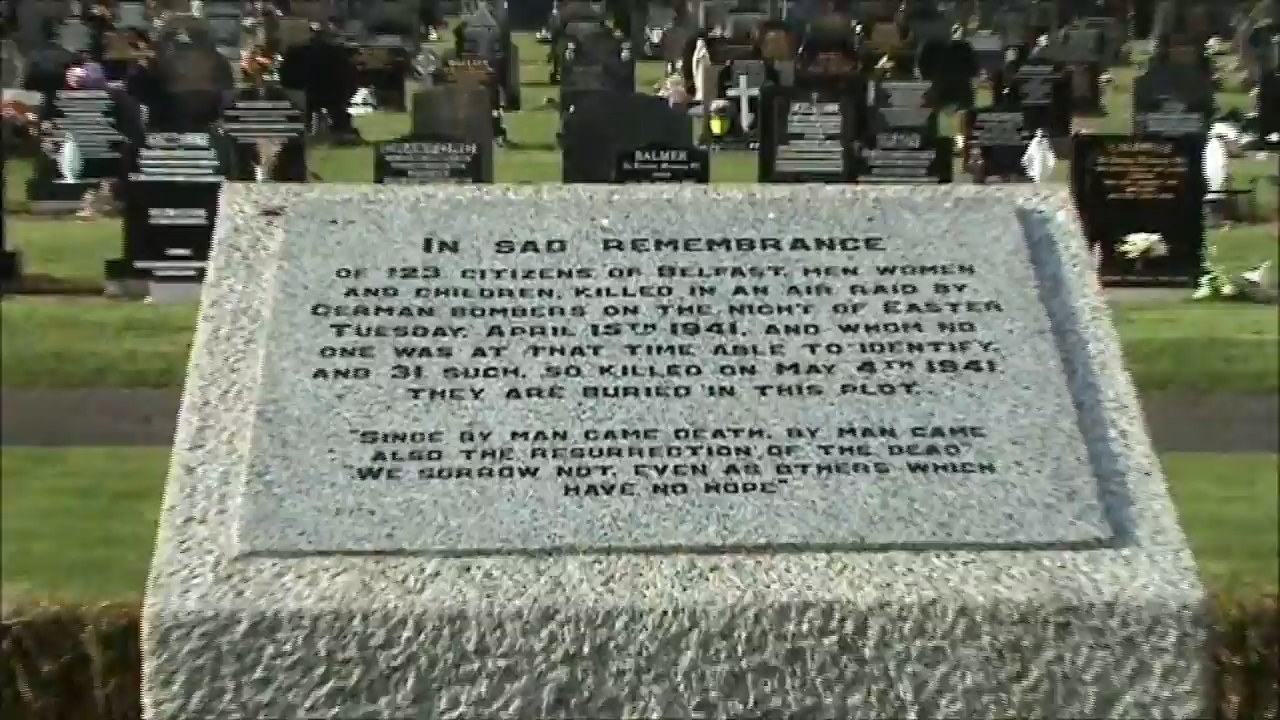 BALMER
IN SAD REMEMBRANCE
OF 123 CITIZENS OF BELFAST, MEN WOMEN
AND CHILDREN, KILLED IN AN AIR RAID BY
GERMAN BOMBERS ON THE NIGHT OF EASTER
TUESDAY, APRIL 15TH 1941, AND WHOM NO
ONE WAS AT THAT TIME ABLE TO IDENTIFY,
AND 31 SUCH, SO KILLED ON MAY 4TH 1941.
THEY ARE BURIED IN THIS PLOT.
"SINCE BY MAN CAME DEATH, BY MAN CAME
ALSO THE RESURRECTION OF THE DEAD"
"WE SORROW NOT, EVEN AS OTHERS WHICH
HAVE NO HOPE"